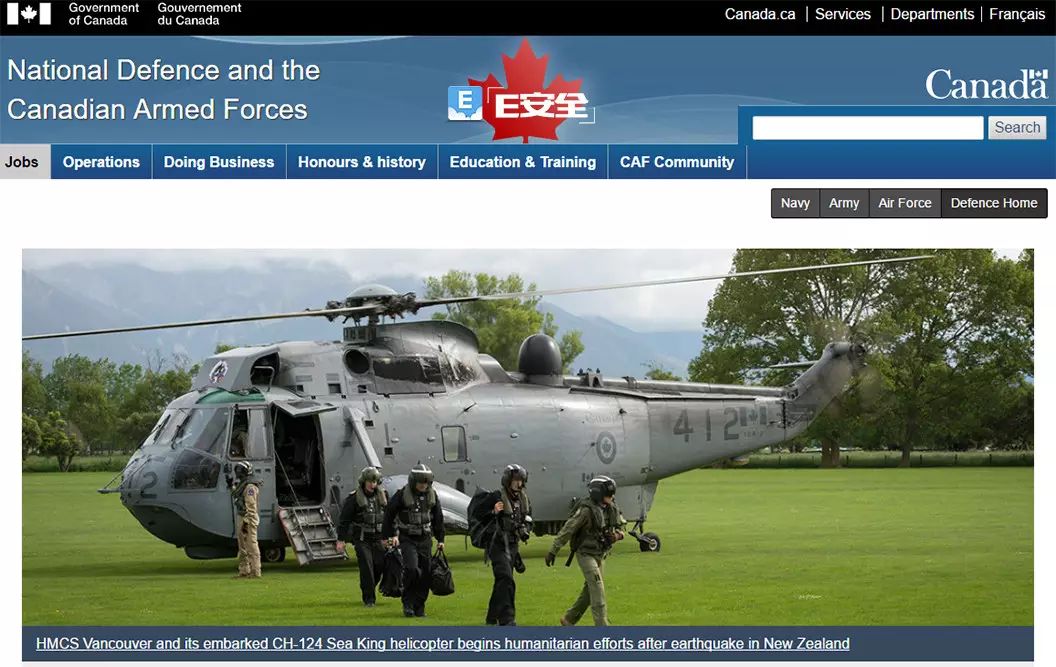 Government
of Canada
Gouvernement
du Canada
Canada.ca | Services | Departments | Français
National Defence and the
Canadian Armed Forces
E
E安全
Canada
Search
Jobs
Operations
Doing Business
Honours & history
Education & Training
CAF Community
Navy
Army
Air Force
Defence Home
412
HMCS Vancouver and its embarked CH-124 Sea King helicopter begins humanitarian efforts after earthquake in New Zealand